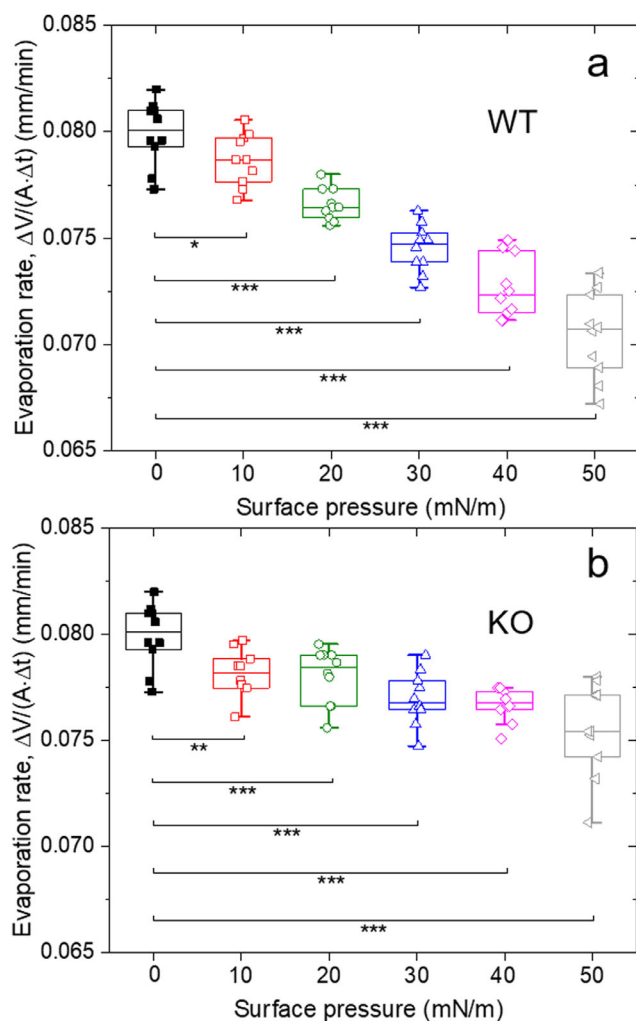 a
WT
Evaporation rate, ΔV/(A·Δt) (mm/min)
0.085
0.080
0.075
0.070
0.065
*
***
***
***
***
0 10 20 30 40 50
Surface pressure (mN/m)
b
KO
Evaporation rate, ΔV/(A·Δt) (mm/min)
0.085
0.080
0.075
0.070
0.065
**
***
***
***
***
0 10 20 30 40 50
Surface pressure (mN/m)